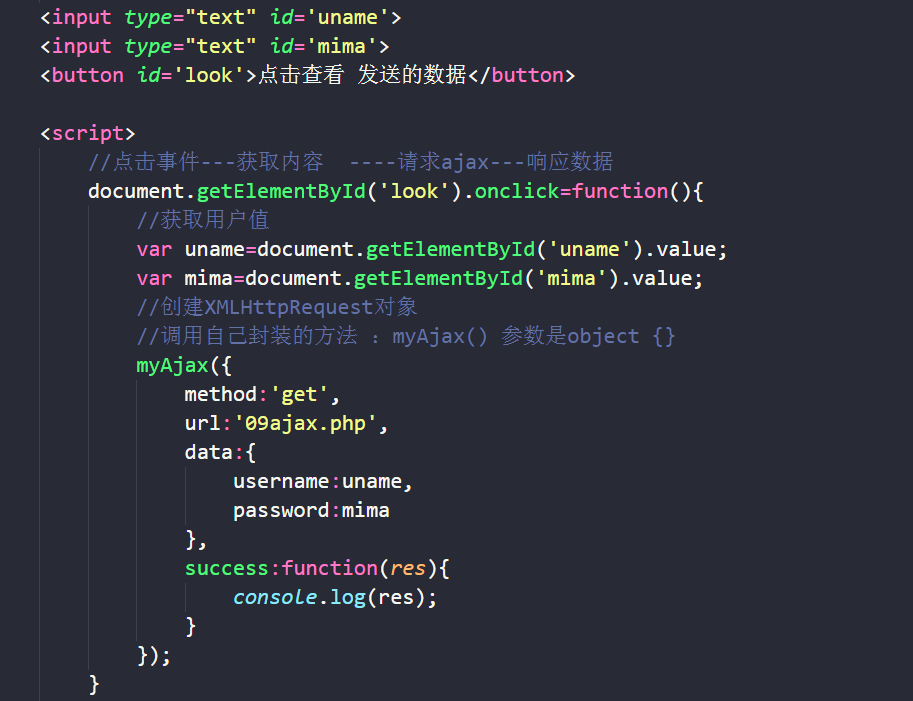 <input type="text" id='uname'>
<input type="text" id='mima'>
<button id='look'>点击查看 发送的数据</button>
<script>
//点击事件---获取内容  ----请求ajax---响应数据
document.getElementById('look').onclick=function(){
//获取用户值
var uname=document.getElementById('uname').value;
var mima=document.getElementById('mima').value;
//创建XMLHttpRequest对象
//调用自己封装的方法 : myAjax() 参数是object {}
myAjax({
method:'get',
url:'09ajax.php',
data:{
username:uname,
password:mima
},
success:function(res){
console.log(res);
}
});
}